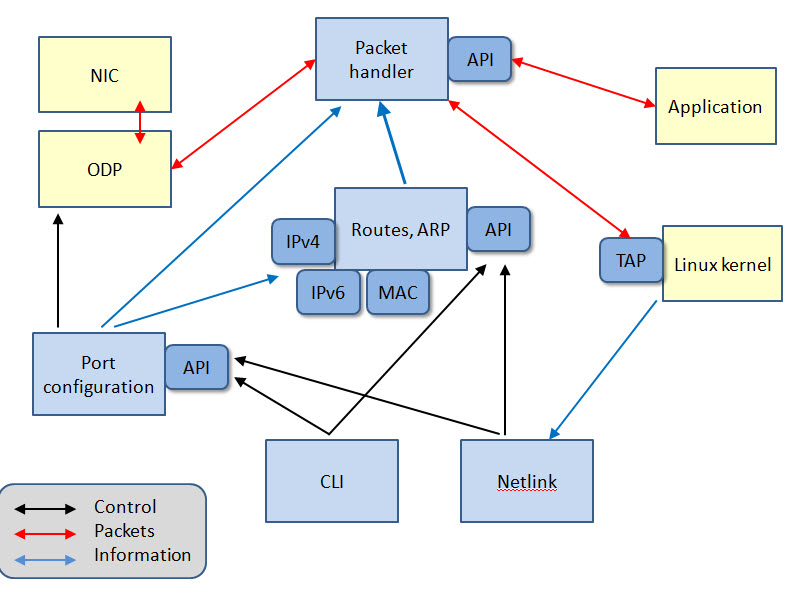 NIC
Packet
handler
API
Application
ODP
IPv4
Routes, ARP
API
TAP
Linux kernel
IPv6
MAC
Port
configuration
API
CLI
Netlink
Control
Packets
Information